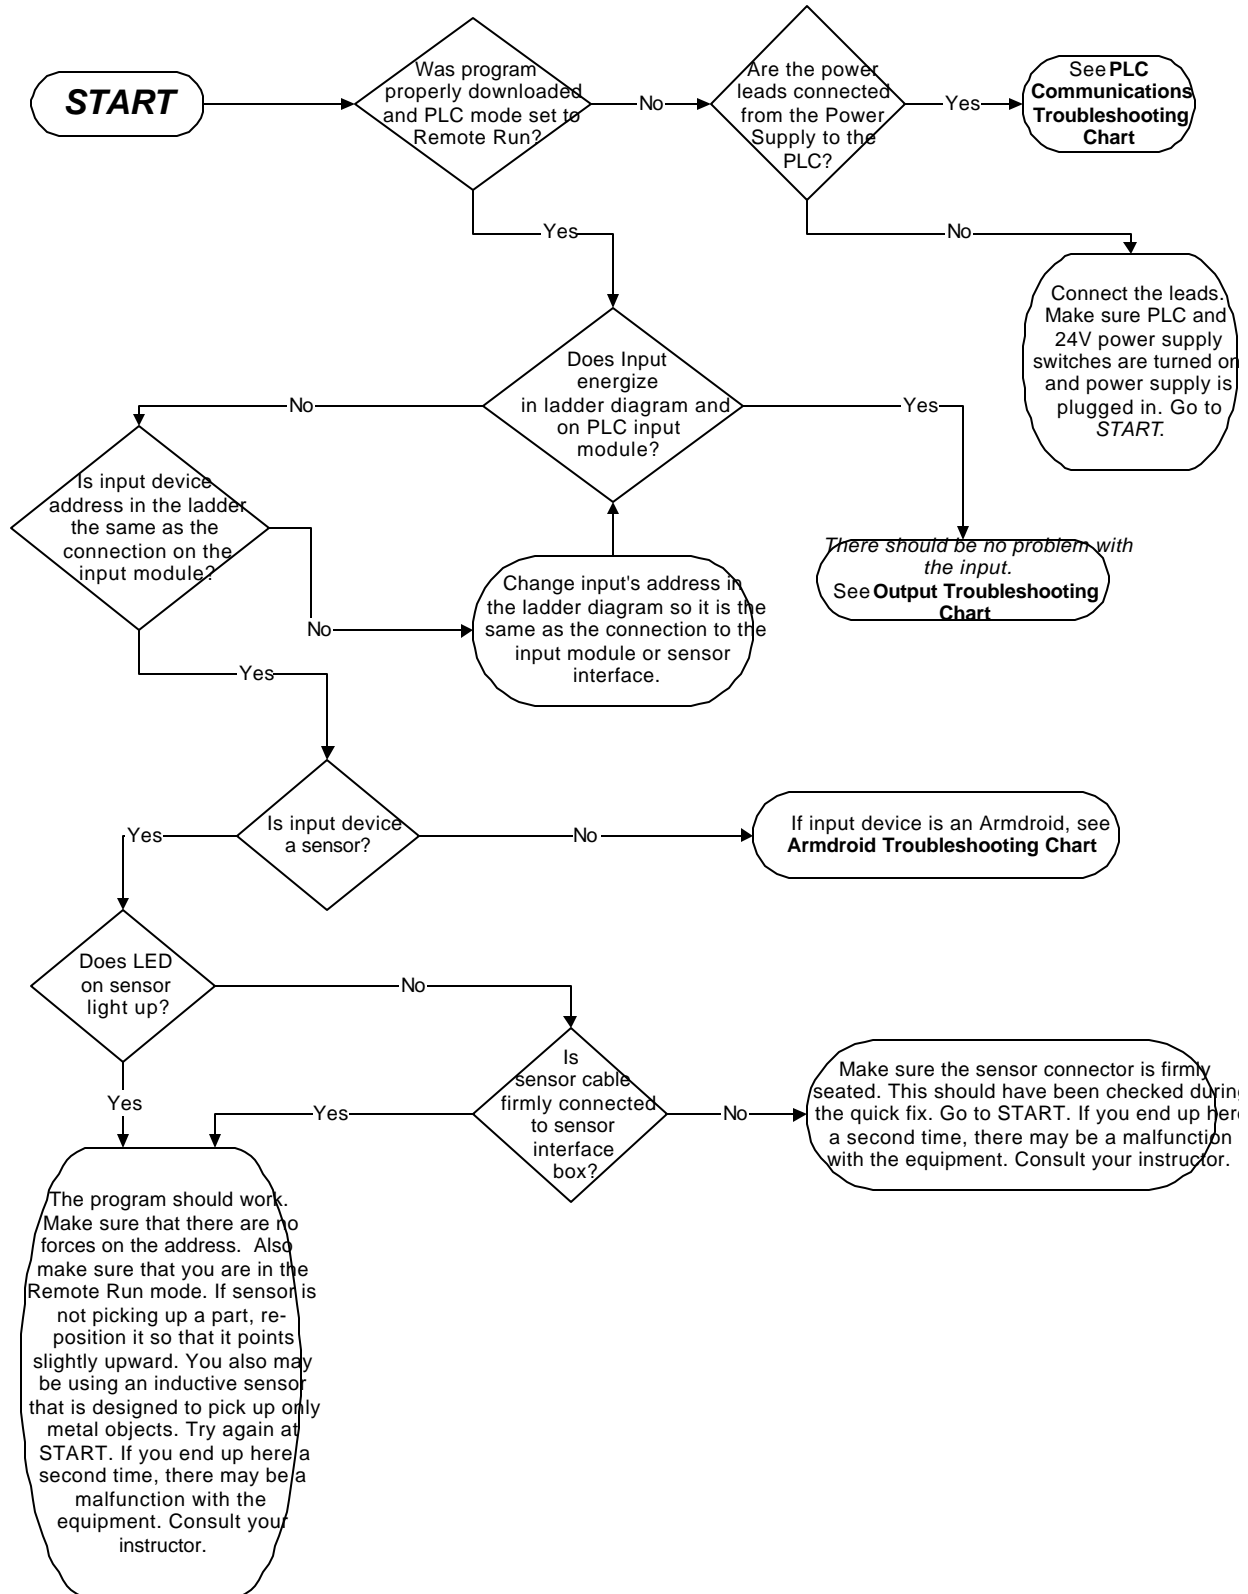 START
Was program
properly downloaded
and PLC mode set to
Remote Run?
No
Are the power
leads connected
from the Power
Supply to the
PLC?
Yes
See PLC
Communications
Troubleshooting
Chart
Yes
No
Connect the leads.
Make sure PLC and
24V power supply
switches are turned on
and power supply is
plugged in. Go to
START.
Does Input
energize
in ladder diagram and
on PLC input
module?
No
Yes
Is input device
address in the ladder
the same as the
connection on the
input module?
There should be no problem with
the input.
See Output Troubleshooting
Chart
Change input's address in
the ladder diagram so it is the
same as the connection to the
input module or sensor
interface.
No
Yes
Is input device
a sensor?
Yes
No
If input device is an Armdroid, see
Armdroid Troubleshooting Chart
Does LED
on sensor
light up?
No
Is
sensor cable
firmly connected
to sensor
interface
box?
Yes
Yes
No
Make sure the sensor connector is firmly
seated. This should have been checked during
the quick fix. Go to START. If you end up here
a second time, there may be a malfunction
with the equipment. Consult your instructor.
The program should work.
Make sure that there are no
forces on the address. Also
make sure that you are in the
Remote Run mode. If sensor is
not picking up a part, re-
position it so that it points
slightly upward. You also may
be using an inductive sensor
that is designed to pick up only
metal objects. Try again at
START. If you end up here a
second time, there may be a
malfunction with the
equipment. Consult your
instructor.